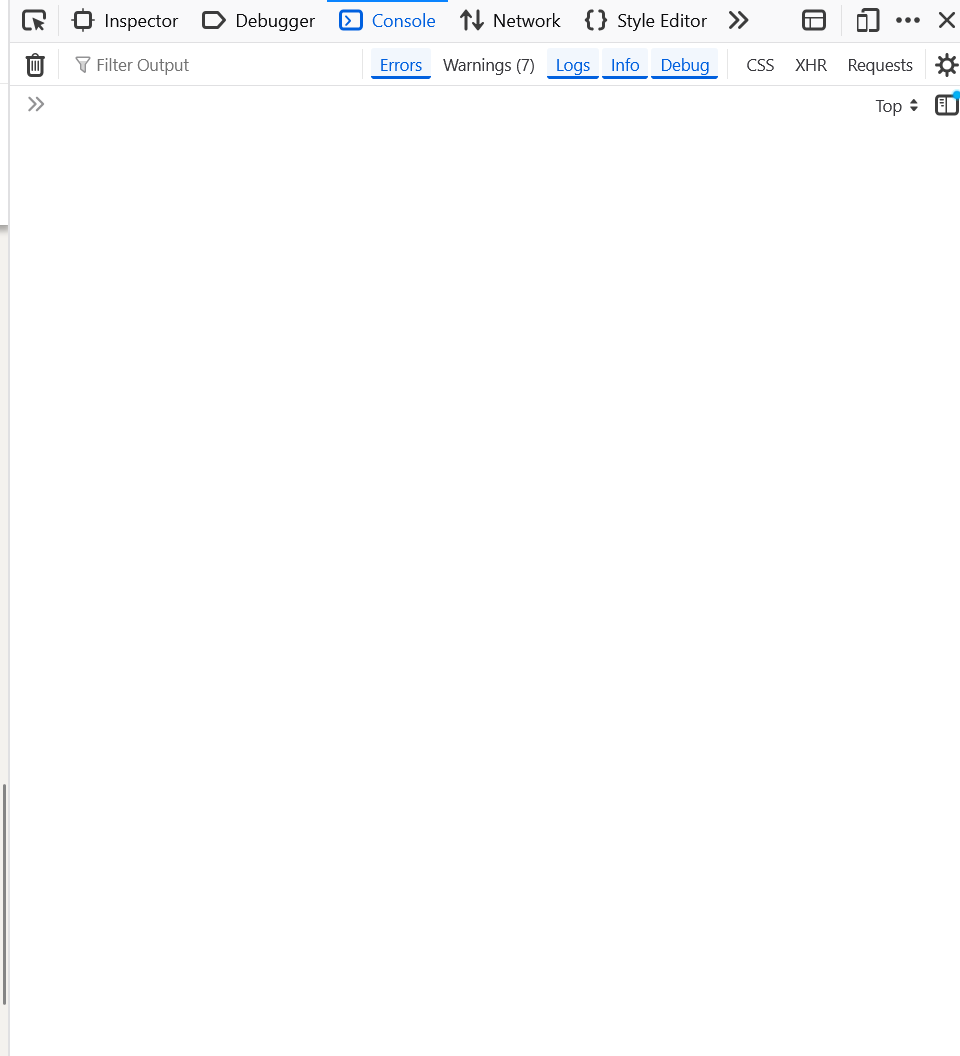 Inspector Debugger Console Network Style Editor
Filter Output Errors Warnings (7) Logs Info Debug CSS XHR Requests
Top